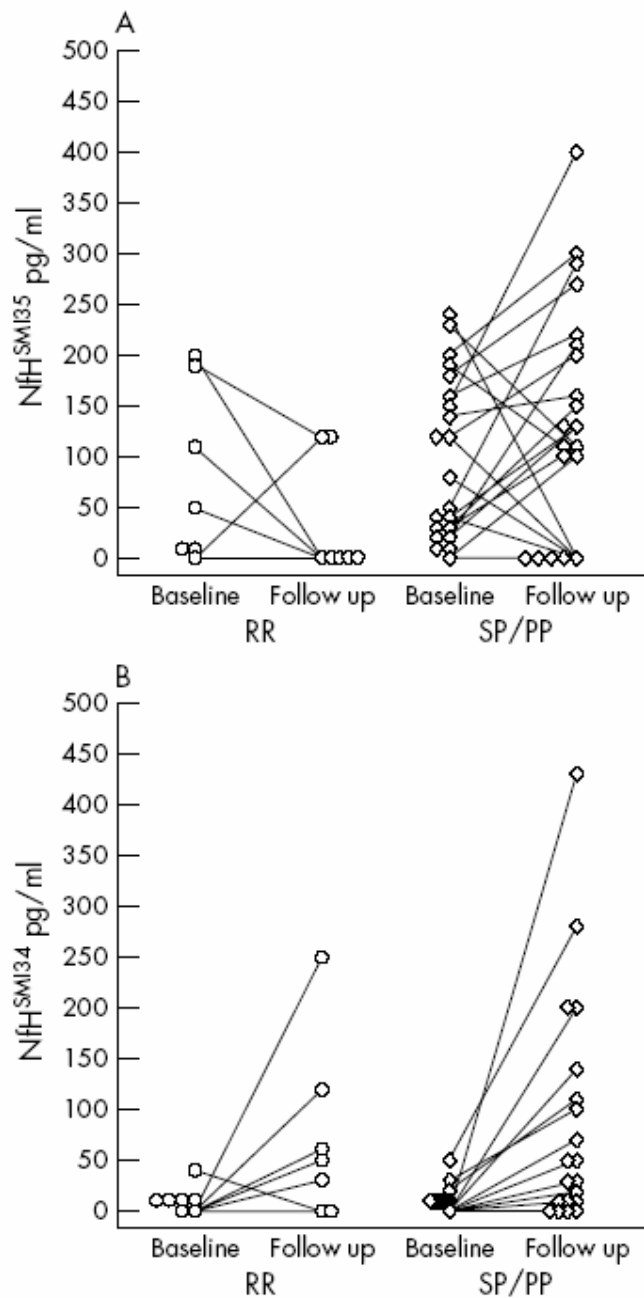 A
500
450
400
350
300
250
200
150
100
50
0
NfH^SMI35 pg/ml
Baseline Follow up Baseline Follow up
RR SP/PP
B
500
450
400
350
300
250
200
150
100
50
0
NfH^SMI34 pg/ml
Baseline Follow up Baseline Follow up
RR SP/PP